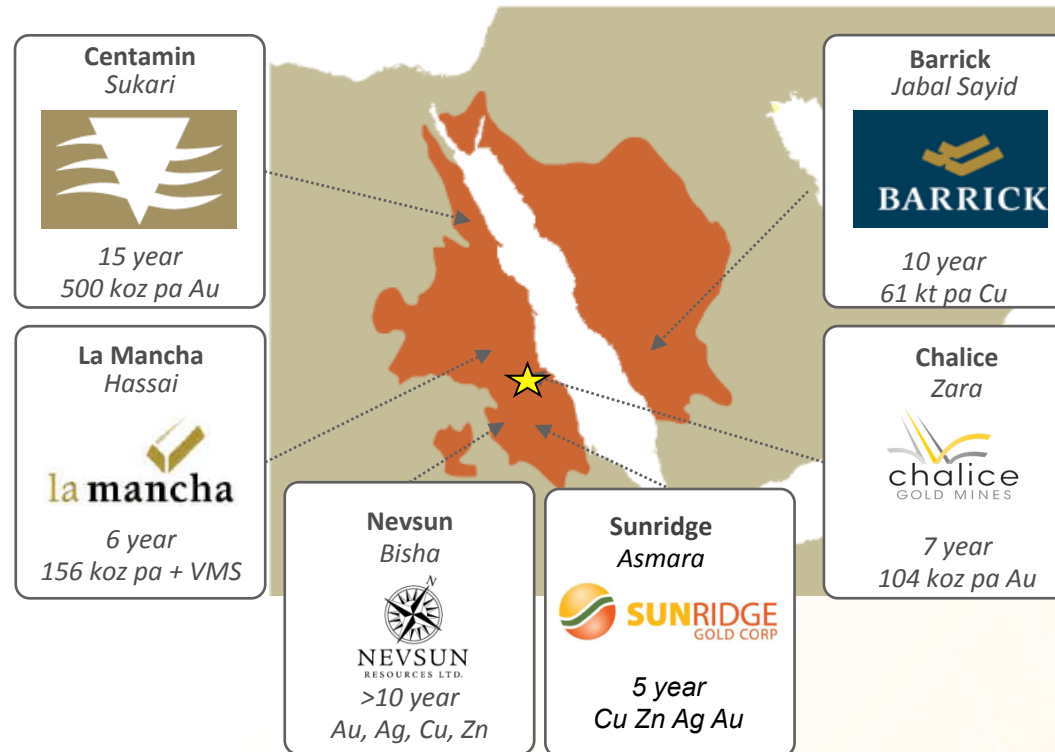 Centamin
Sukari
15 year
500 koz pa Au
Barrick
Jabal Sayid
BARRICK
10 year
61 kt pa Cu
La Mancha
Hassai
la mancha
6 year
156 koz pa + VMS
Chalice
Zara
chalice
GOLD MINES
7 year
104 koz pa Au
Nevsun
Bisha
N
NEVSUN
RESOURCES LTD.
>10 year
Au, Ag, Cu, Zn
Sunridge
Asmara
SUNRIDGE
GOLD CORP
5 year
Cu Zn Ag Au